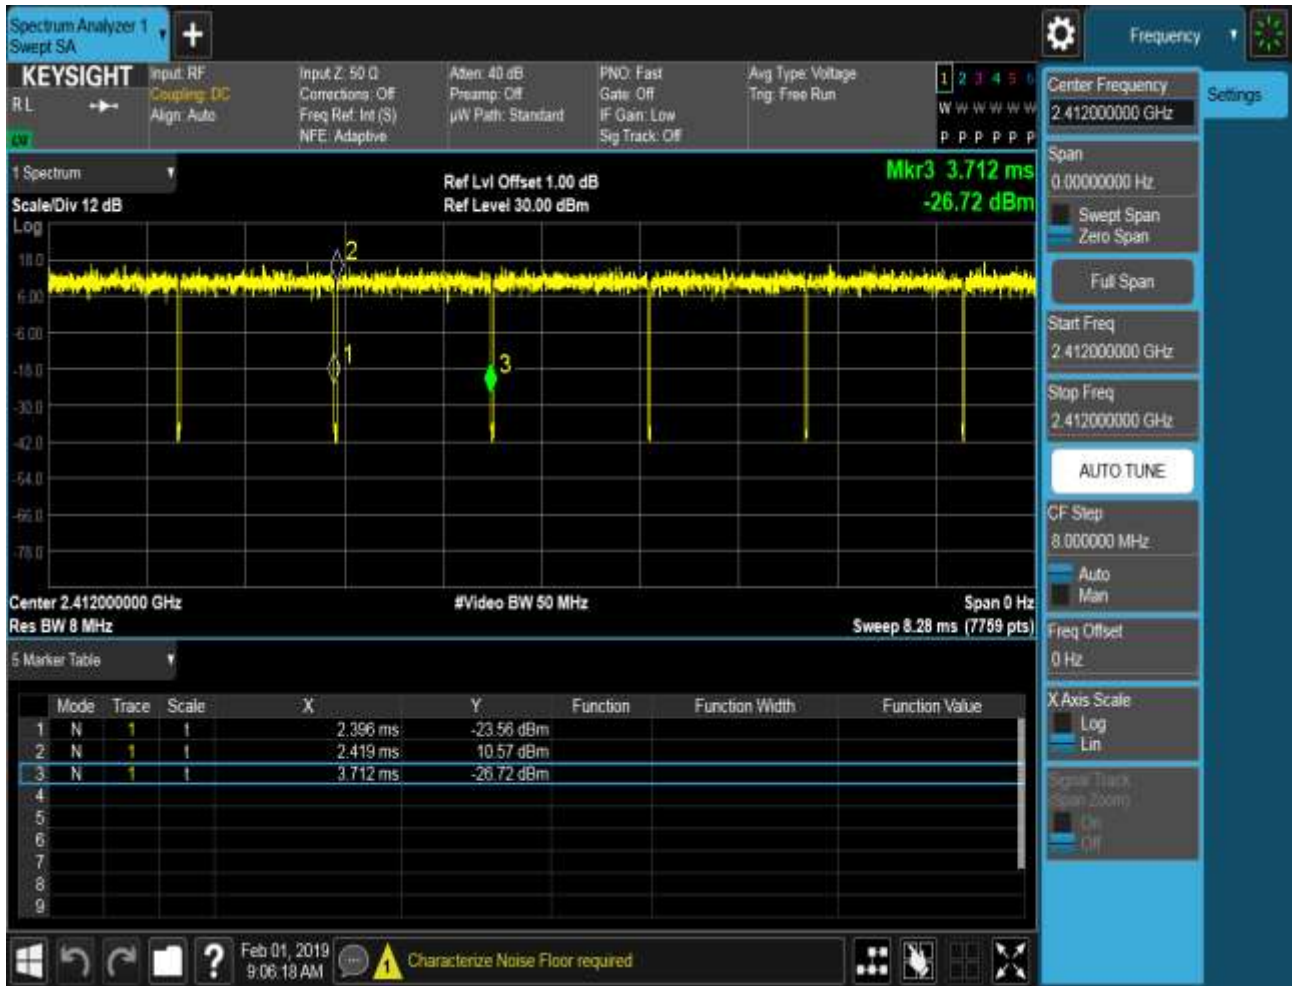 Spectrum Analyzer 1
Swept SA
Frequency
KEYSIGHT
R L
Input: RF
Coupling: DC
Align: Auto
Input Z: 50 Ω
Corrections: Off
Freq Ref: Int (S)
NFE: Adaptive
Atten: 40 dB
Preamp: Off
µW Path: Standard
PNO: Fast
Gate: Off
IF Gain: Low
Sig Track: Off
Avg Type: Voltage
Trig: Free Run
1 2 3 4 5 6
W W W W W W
P P P P P P
1 Spectrum
Scale/Div 12 dB
Ref Lvl Offset 1.00 dB
Ref Level 30.00 dBm
Mkr3 3.712 ms
-26.72 dBm
Log
18.0
6.00
-6.00
-18.0
-30.0
-42.0
-54.0
-66.0
-78.0
2
1
3
Center 2.412000000 GHz
#Video BW 50 MHz
Span 0 Hz
Res BW 8 MHz
Sweep 8.28 ms (7759 pts)
5 Marker Table
Mode Trace Scale X Y Function Function Width Function Value
1 N 1 t 2.396 ms -23.56 dBm
2 N 1 t 2.419 ms 10.57 dBm
3 N 1 t 3.712 ms -26.72 dBm
4
5
6
7
8
9
Feb 01, 2019
9:06:18 AM
Characterize Noise Floor required
Center Frequency
2.412000000 GHz
Settings
Span
0.00000000 Hz
Swept Span
Zero Span
Full Span
Start Freq
2.412000000 GHz
Stop Freq
2.412000000 GHz
AUTO TUNE
CF Step
8.000000 MHz
Auto
Man
Freq Offset
0 Hz
X Axis Scale
Log
Lin
Signal Track
(Span Zoom)
On
Off